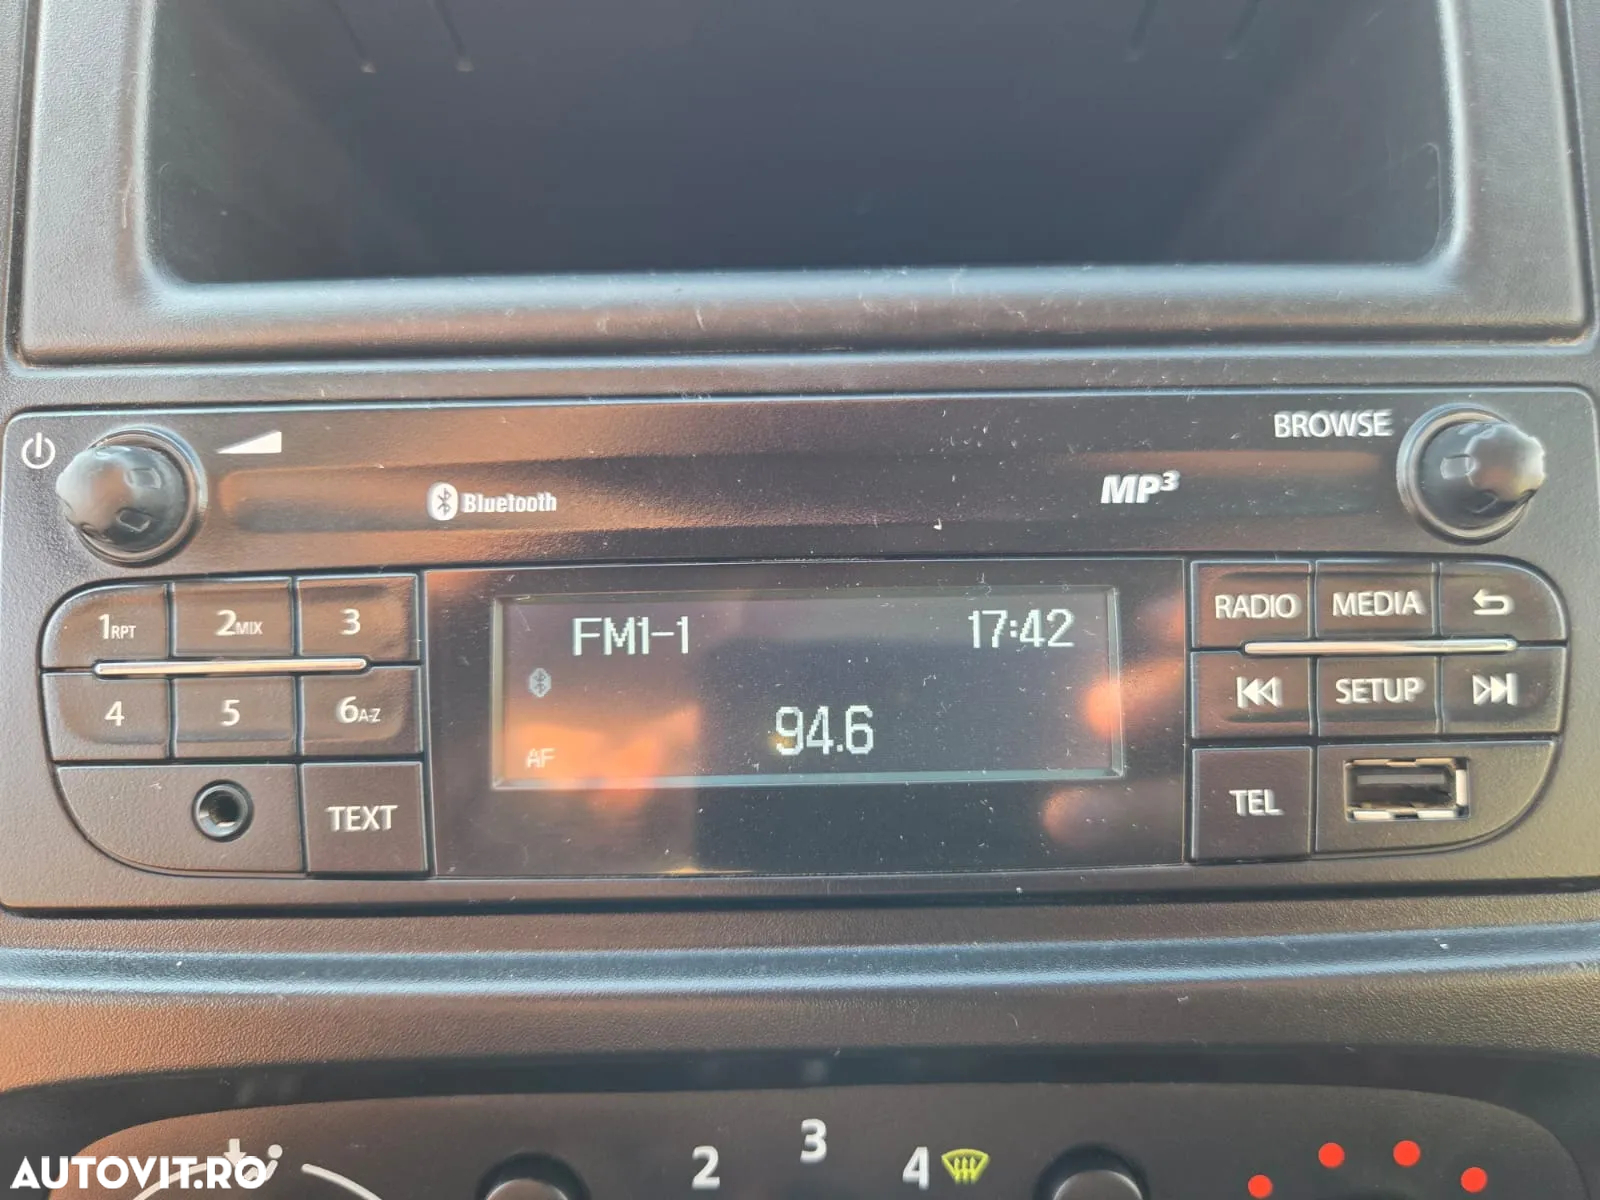 BROWSE
Bluetooth
MP3
1RPT 2MIX 3
FM1-1 17:42
RADIO MEDIA
4 5 6A-Z
94.6
SETUP
AF
TEXT
TEL
2 3 4
AUTOVIT.RO